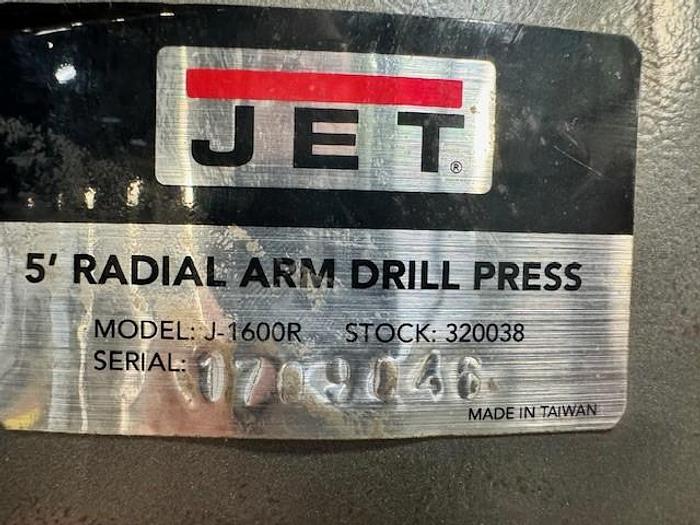 JET®
5' RADIAL ARM DRILL PRESS
MODEL: J-1600R STOCK: 320038
SERIAL:
MADE IN TAIWAN